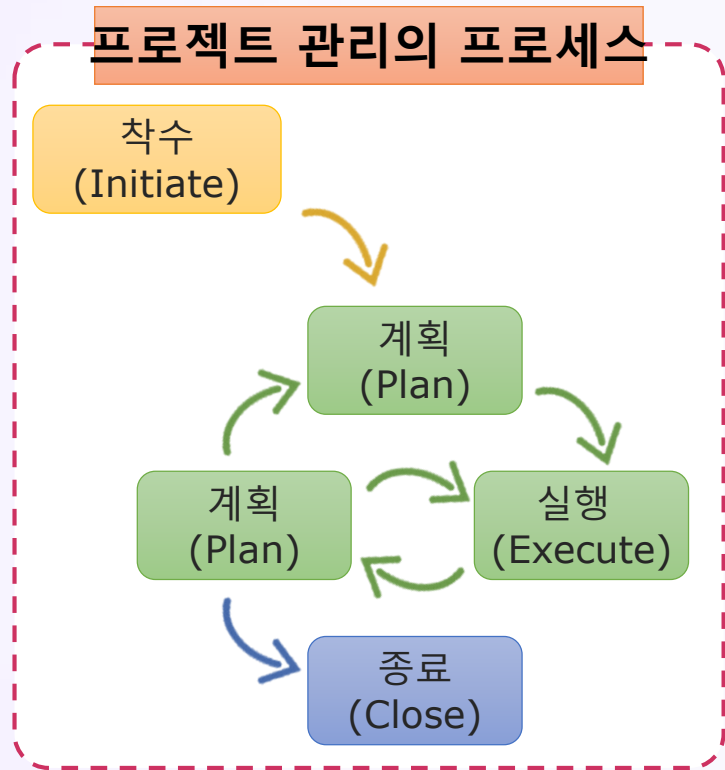 프로젝트 관리의 프로세스
착수
(Initiate)
계획
(Plan)
계획
(Plan)
실행
(Execute)
종료
(Close)